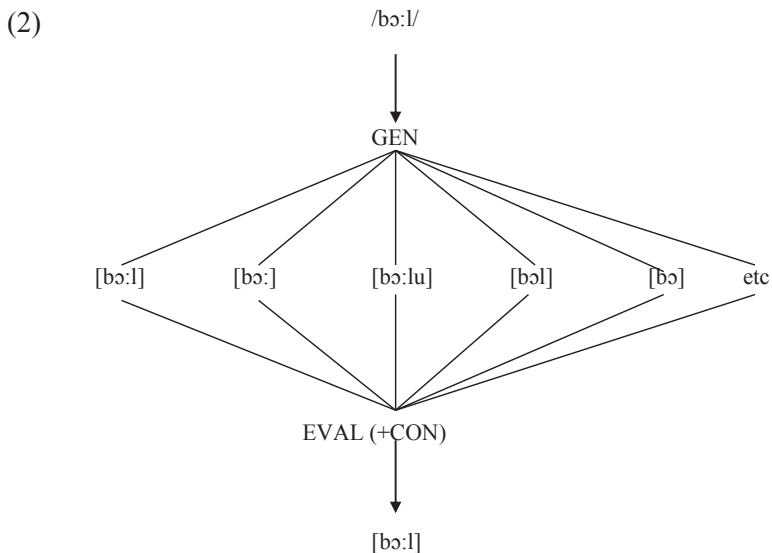 (2)
/bɔ:l/
GEN
[bɔ:l] [bɔ:] [bɔ:lu] [bɔl] [bɔ] etc
EVAL (+CON)
[bɔ:l]